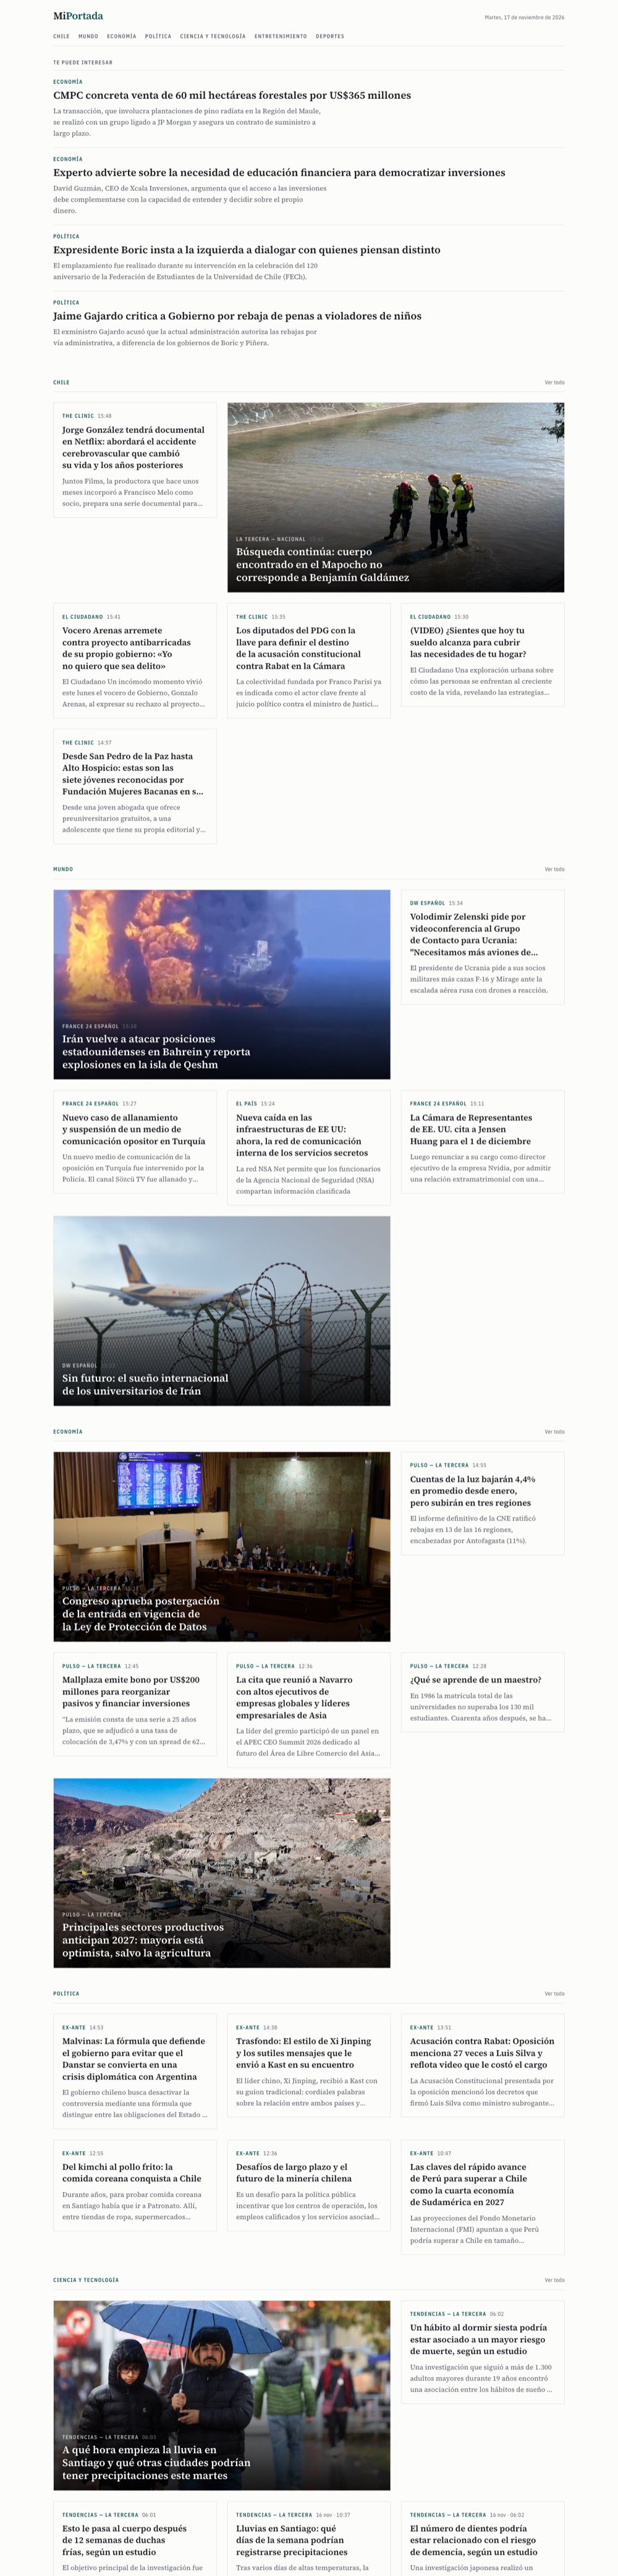 MiPortada
Martes, 17 de noviembre de 2026
CHILE MUNDO ECONOMÍA POLÍTICA CIENCIA Y TECNOLOGÍA ENTRETENIMIENTO DEPORTES
TE PUEDE INTERESAR
ECONOMÍA
CMPC concreta venta de 60 mil hectáreas forestales por US$365 millones
La transacción, que involucra plantaciones de pino radiata en la Región del Maule,
se realizó con un grupo ligado a JP Morgan y asegura un contrato de suministro a
largo plazo.
ECONOMÍA
Experto advierte sobre la necesidad de educación financiera para democratizar inversiones
David Guzmán, CEO de Xcala Inversiones, argumenta que el acceso a las inversiones
debe complementarse con la capacidad de entender y decidir sobre el propio
dinero.
POLÍTICA
Expresidente Boric insta a la izquierda a dialogar con quienes piensan distinto
El emplazamiento fue realizado durante su intervención en la celebración del 120
aniversario de la Federación de Estudiantes de la Universidad de Chile (FECh).
POLÍTICA
Jaime Gajardo critica a Gobierno por rebaja de penas a violadores de niños
El exministro Gajardo acusó que la actual administración autoriza las rebajas por
vía administrativa, a diferencia de los gobiernos de Boric y Piñera.
CHILE
Ver todo
THE CLINIC 15:48
Jorge González tendrá documental
en Netflix: abordará el accidente
cerebrovascular que cambió
su vida y los años posteriores
Juntos Films, la productora que hace unos
meses incorporó a Francisco Melo como
socio, prepara una serie documental para...
LA TERCERA — NACIONAL
Búsqueda continúa: cuerpo
encontrado en el Mapocho no
corresponde a Benjamín Galdámez
EL CIUDADANO 15:41
Vocero Arenas arremete
contra proyecto antibarricadas
de su propio gobierno: «Yo
no quiero que sea delito»
El Ciudadano Un incómodo momento vivió
este lunes el vocero de Gobierno, Gonzalo
Arenas, al expresar su rechazo al proyecto...
THE CLINIC 15:35
Los diputados del PDG con la
llave para definir el destino
de la acusación constitucional
contra Rabat en la Cámara
La colectividad fundada por Franco Parisi ya
es indicada como el actor clave frente al
juicio político contra el ministro de Justici...
EL CIUDADANO 15:30
(VIDEO) ¿Sientes que hoy tu
sueldo alcanza para cubrir
las necesidades de tu hogar?
El Ciudadano Una exploración urbana sobre
cómo las personas se enfrentan al creciente
costo de la vida, revelando las estrategias...
THE CLINIC 14:57
Desde San Pedro de la Paz hasta
Alto Hospicio: estas son las
siete jóvenes reconocidas por
Fundación Mujeres Bacanas en s...
Desde una joven abogada que ofrece
preuniversitarios gratuitos, a una
adolescente que tiene su propia editorial y...
MUNDO
Ver todo
FRANCE 24 ESPAÑOL
Irán vuelve a atacar posiciones
estadounidenses en Bahrein y reporta
explosiones en la isla de Qeshm
DW ESPAÑOL 15:34
Volodimir Zelenski pide por
videoconferencia al Grupo
de Contacto para Ucrania:
"Necesitamos más aviones de...
El presidente de Ucrania pide a sus socios
militares más cazas F-16 y Mirage ante la
escalada aérea rusa con drones a reacción.
FRANCE 24 ESPAÑOL 15:27
Nuevo caso de allanamiento
y suspensión de un medio de
comunicación opositor en Turquía
Un nuevo medio de comunicación de la
oposición en Turquía fue intervenido por la
Policía. El canal Sözcü TV fue allanado y...
EL PAÍS 15:24
Nueva caída en las
infraestructuras de EE UU:
ahora, la red de comunicación
interna de los servicios secretos
La red NSA Net permite que los funcionarios
de la Agencia Nacional de Seguridad (NSA)
compartan información clasificada
FRANCE 24 ESPAÑOL 15:11
La Cámara de Representantes
de EE. UU. cita a Jensen
Huang para el 1 de diciembre
Luego renunciar a su cargo como director
ejecutivo de la empresa Nvidia, por admitir
una relación extramatrimonial con una...
DW ESPAÑOL
Sin futuro: el sueño internacional
de los universitarios de Irán
ECONOMÍA
Ver todo
PULSO — LA TERCERA
Congreso aprueba postergación
de la entrada en vigencia de
la Ley de Protección de Datos
PULSO — LA TERCERA 14:55
Cuentas de la luz bajarán 4,4%
en promedio desde enero,
pero subirán en tres regiones
El informe definitivo de la CNE ratificó
rebajas en 13 de las 16 regiones,
encabezadas por Antofagasta (11%).
PULSO — LA TERCERA 12:45
Mallplaza emite bono por US$200
millones para reorganizar
pasivos y financiar inversiones
"La emisión consta de una serie a 25 años
plazo, que se adjudicó a una tasa de
colocación de 3,47% y con un spread de 62...
PULSO — LA TERCERA 12:36
La cita que reunió a Navarro
con altos ejecutivos de
empresas globales y líderes
empresariales de Asia
La líder del gremio participó de un panel en
el APEC CEO Summit 2026 dedicado al
futuro del Área de Libre Comercio del Asia...
PULSO — LA TERCERA 12:28
¿Qué se aprende de un maestro?
En 1986 la matrícula total de las
universidades no superaba los 130 mil
estudiantes. Cuarenta años después, se ha...
PULSO — LA TERCERA
Principales sectores productivos
anticipan 2027: mayoría está
optimista, salvo la agricultura
POLÍTICA
Ver todo
EX-ANTE 14:53
Malvinas: La fórmula que defiende
el gobierno para evitar que el
Danstar se convierta en una
crisis diplomática con Argentina
El gobierno chileno busca desactivar la
controversia mediante una fórmula que
distingue entre las obligaciones del Estado ...
EX-ANTE 14:30
Trasfondo: El estilo de Xi Jinping
y los sutiles mensajes que le
envió a Kast en su encuentro
El líder chino, Xi Jinping, recibió a Kast con
su guion tradicional: cordiales palabras
sobre la relación entre ambos países y...
EX-ANTE 13:51
Acusación contra Rabat: Oposición
menciona 27 veces a Luis Silva y
reflota video que le costó el cargo
La Acusación Constitucional presentada por
la oposición mencionó los decretos que
firmó Luis Silva como ministro subrogante...
EX-ANTE 12:55
Del kimchi al pollo frito: la
comida coreana conquista a Chile
Durante años, para probar comida coreana
en Santiago había que ir a Patronato. Allí,
entre tiendas de ropa, supermercados...
EX-ANTE 12:36
Desafíos de largo plazo y el
futuro de la minería chilena
Es un desafío para la política pública
incentivar que los centros de operación, los
empleos calificados y los servicios asociad...
EX-ANTE 10:47
Las claves del rápido avance
de Perú para superar a Chile
como la cuarta economía
de Sudamérica en 2027
Las proyecciones del Fondo Monetario
Internacional (FMI) apuntan a que Perú
podría superar a Chile en tamaño...
CIENCIA Y TECNOLOGÍA
Ver todo
TENDENCIAS — LA TERCERA
A qué hora empieza la lluvia en
Santiago y qué otras ciudades podrían
tener precipitaciones este martes
TENDENCIAS — LA TERCERA 06:02
Un hábito al dormir siesta podría
estar asociado a un mayor riesgo
de muerte, según un estudio
Una investigación que siguió a más de 1.300
adultos mayores durante 19 años encontró
una asociación entre los hábitos de sueño ...
TENDENCIAS — LA TERCERA 06:01
Esto le pasa al cuerpo después
de 12 semanas de duchas
frías, según un estudio
El objetivo principal de la investigación fue
TENDENCIAS — LA TERCERA 16 nov · 10:37
Lluvias en Santiago: qué
días de la semana podrían
registrarse precipitaciones
Tras varios días de altas temperaturas, la
TENDENCIAS — LA TERCERA 16 nov · 06:02
El número de dientes podría
estar relacionado con el riesgo
de demencia, según un estudio
Una investigación japonesa realizó un